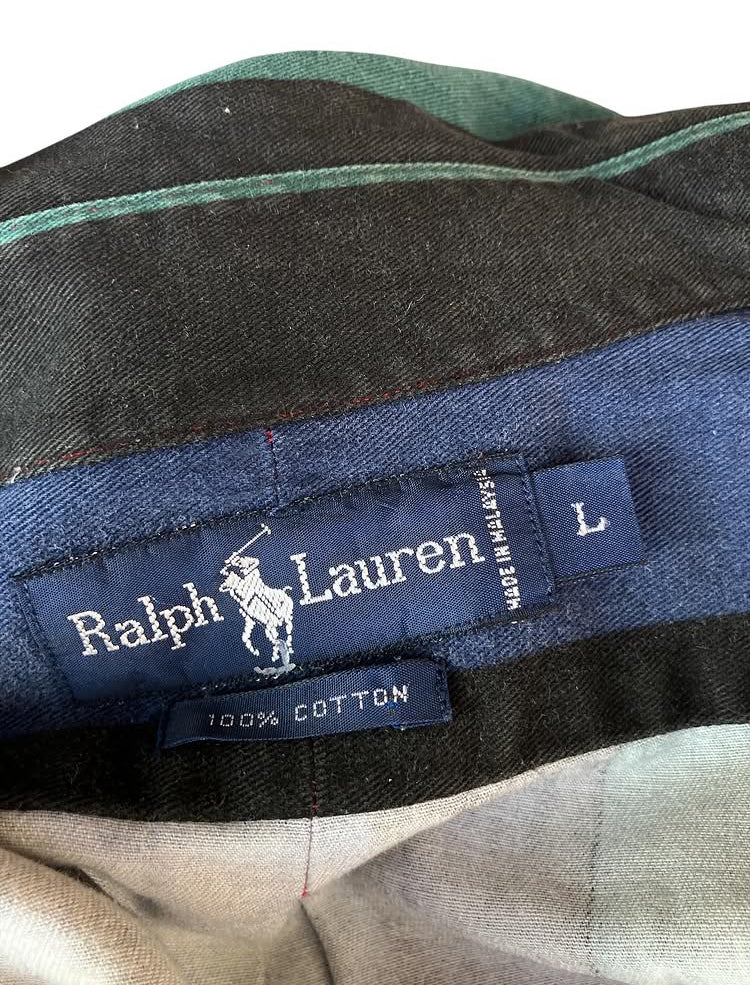 Ralph Lauren
MADE IN MALAYSIA
L
100% COTTON